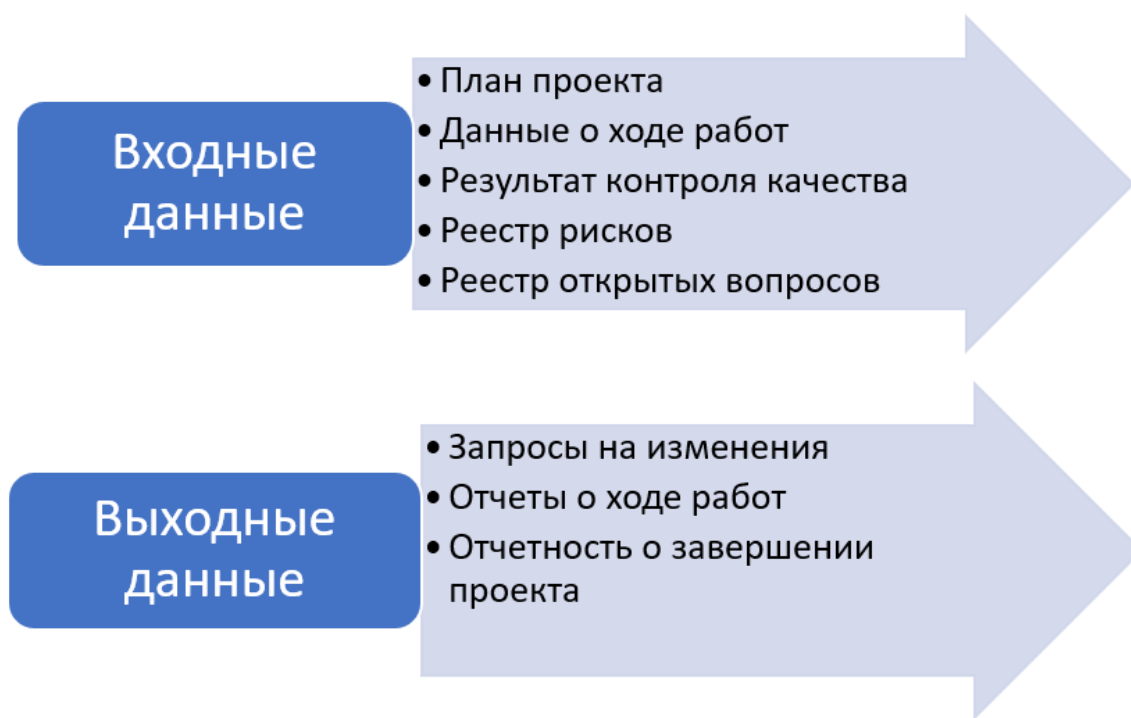 Входные
данные
• План проекта
• Данные о ходе работ
• Результат контроля качества
• Реестр рисков
• Реестр открытых вопросов
Выходные
данные
• Запросы на изменения
• Отчеты о ходе работ
• Отчетность о завершении
проекта